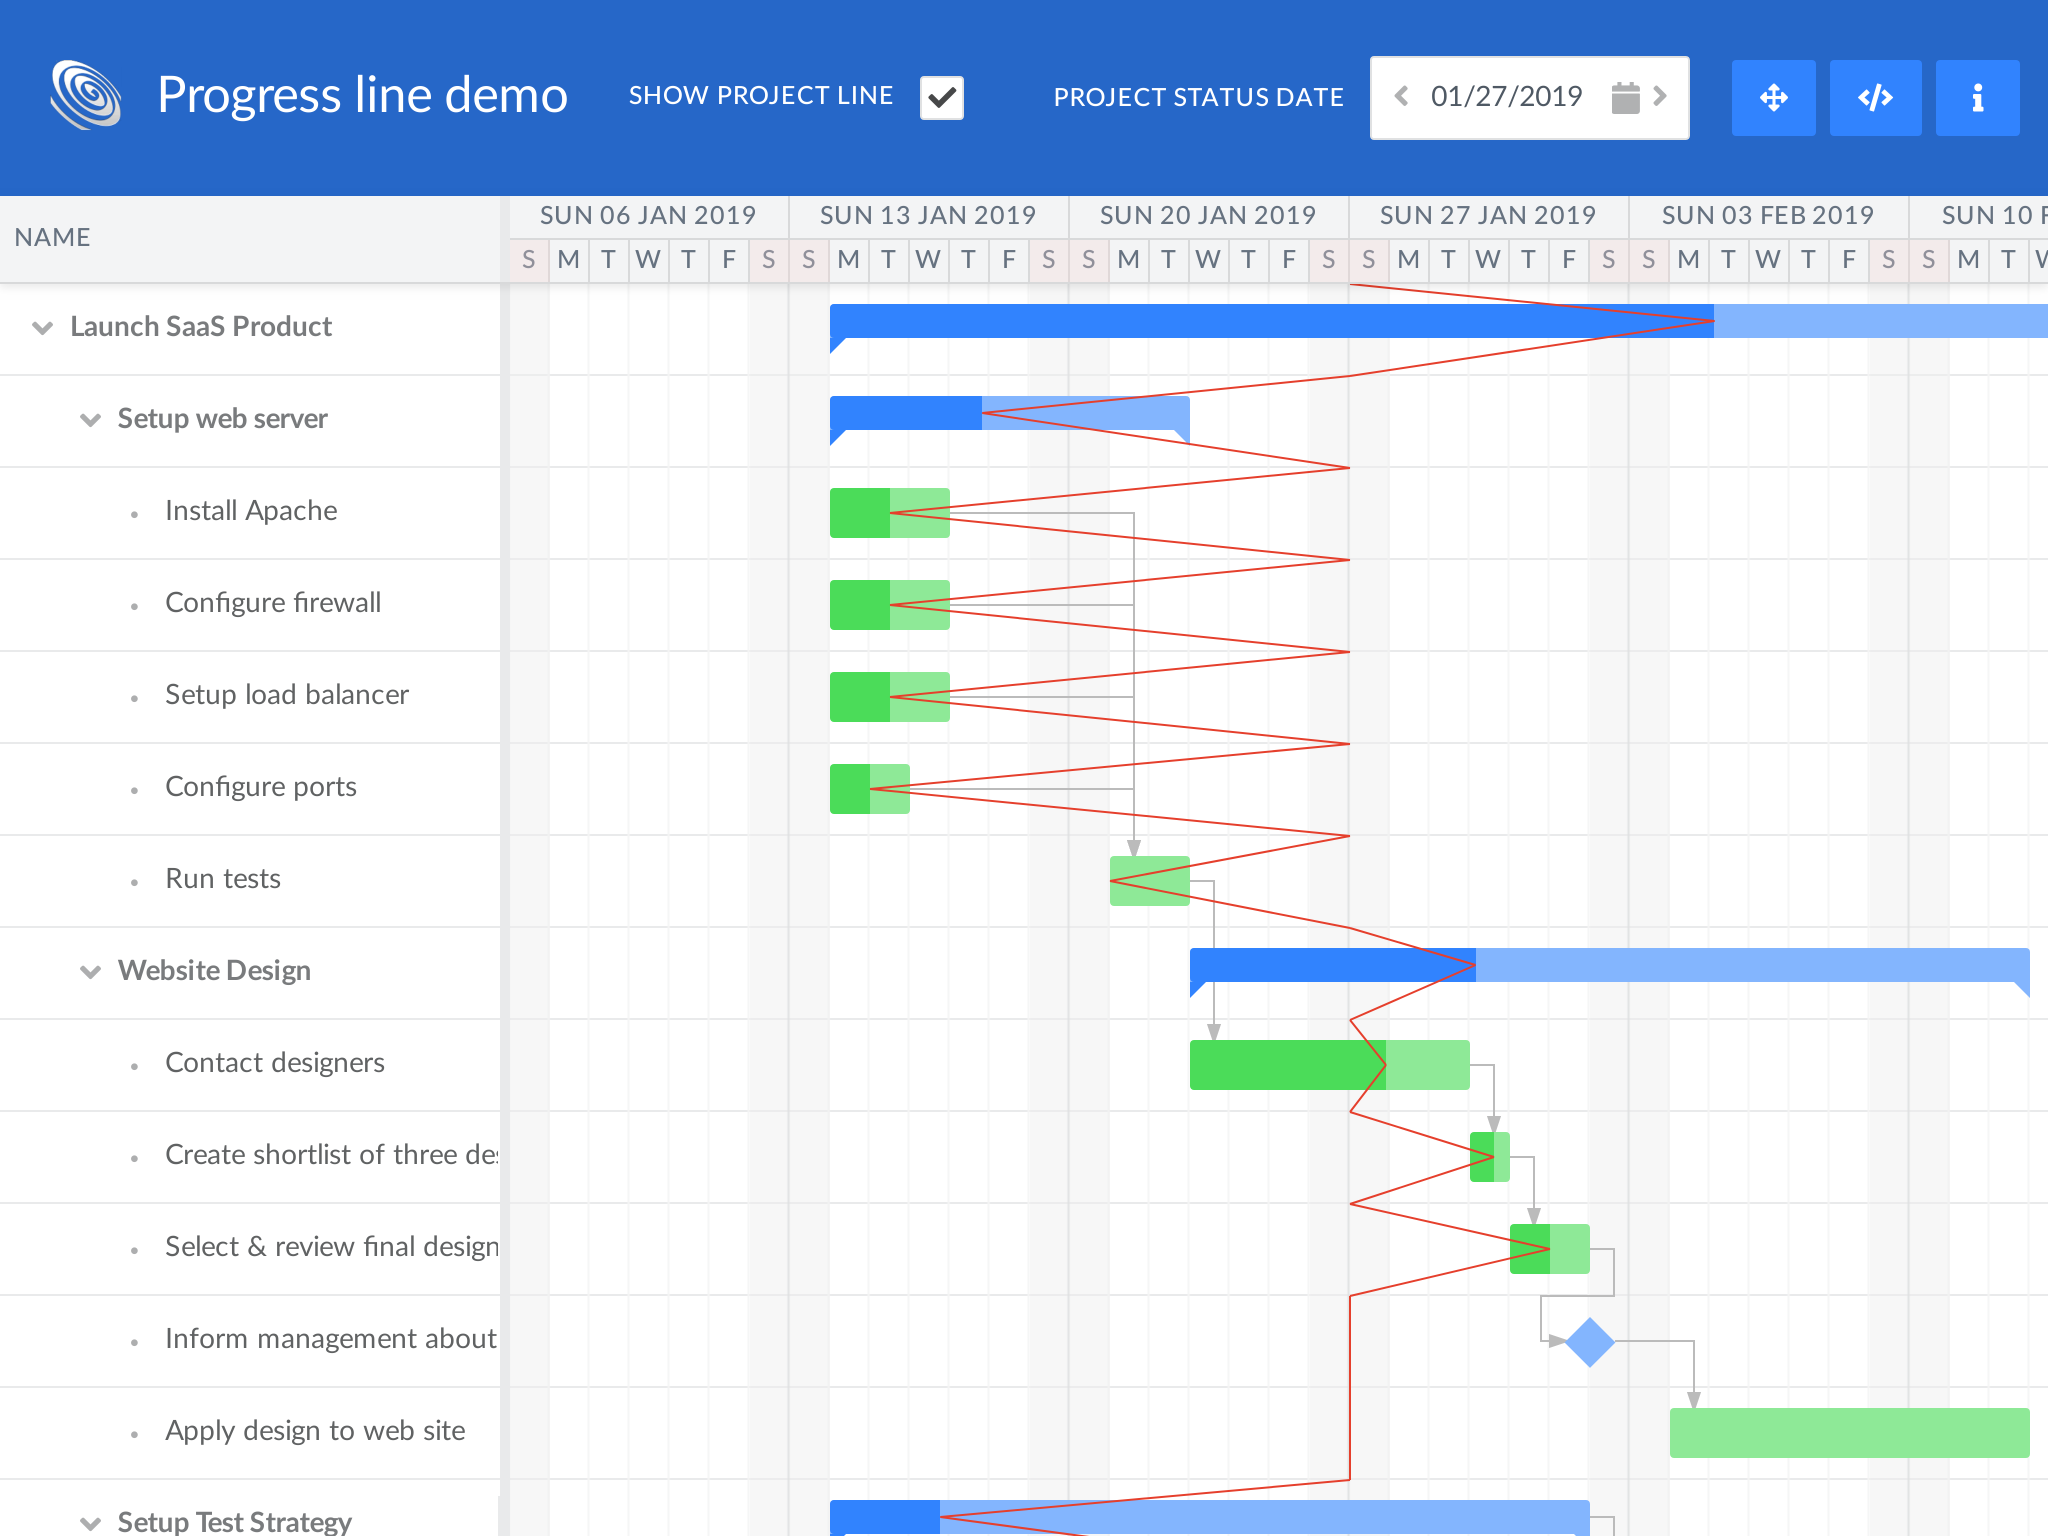 Progress line demo SHOW PROJECT LINE PROJECT STATUS DATE 01/27/2019
NAME
SUN 06 JAN 2019 SUN 13 JAN 2019 SUN 20 JAN 2019 SUN 27 JAN 2019 SUN 03 FEB 2019 SUN 10 F
S M T W T F S S M T W T F S S M T W T F S S M T W T F S S M T W T F S S M T W
Launch SaaS Product
Setup web server
Install Apache
Configure firewall
Setup load balancer
Configure ports
Run tests
Website Design
Contact designers
Create shortlist of three des
Select & review final design
Inform management about
Apply design to web site
Setup Test Strategy